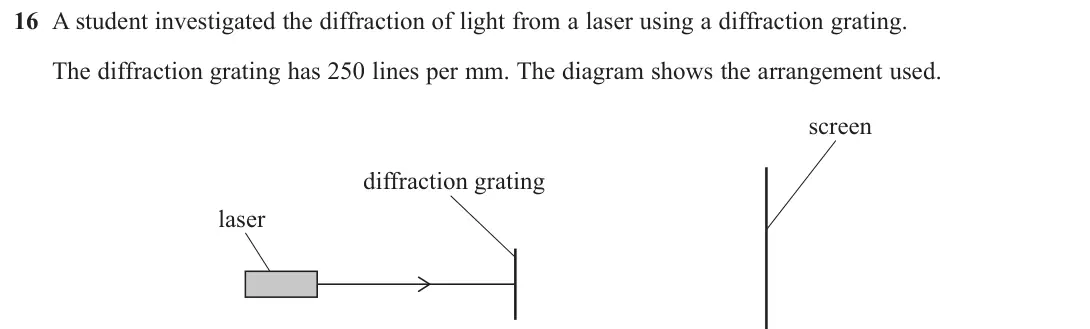 16 A student investigated the diffraction of light from a laser using a diffraction grating.
The diffraction grating has 250 lines per mm. The diagram shows the arrangement used.
screen
diffraction grating
laser